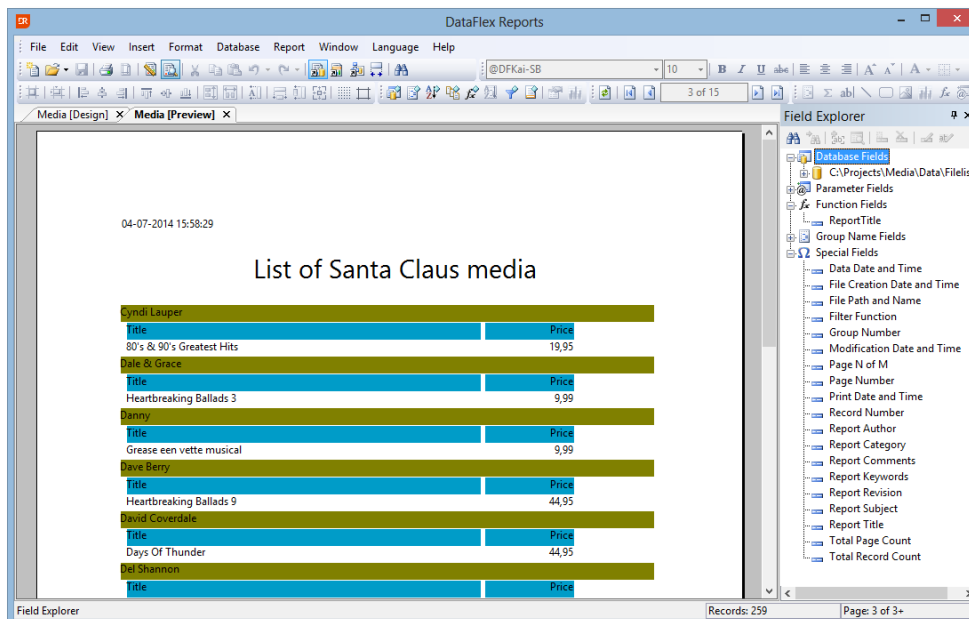 DR
DataFlex Reports
File Edit View Insert Format Database Report Window Language Help
@DFKai-SB 10 B I U abc A A A
3 of 15
Media [Design] Media [Preview]
Field Explorer
04-07-2014 15:58:29
List of Santa Claus media
Cyndi Lauper
Title Price
80's & 90's Greatest Hits 19,95
Dale & Grace
Title Price
Heartbreaking Ballads 3 9,99
Danny
Title Price
Grease een vette musical 9,99
Dave Berry
Title Price
Heartbreaking Ballads 9 44,95
David Coverdale
Title Price
Days Of Thunder 44,95
Del Shannon
Title Price
Database Fields
C:\Projects\Media\Data\Filelis
Parameter Fields
Function Fields
ReportTitle
Group Name Fields
Special Fields
Data Date and Time
File Creation Date and Time
File Path and Name
Filter Function
Group Number
Modification Date and Time
Page N of M
Page Number
Print Date and Time
Record Number
Report Author
Report Category
Report Comments
Report Keywords
Report Revision
Report Subject
Report Title
Total Page Count
Total Record Count
Field Explorer
Records: 259
Page: 3 of 3+